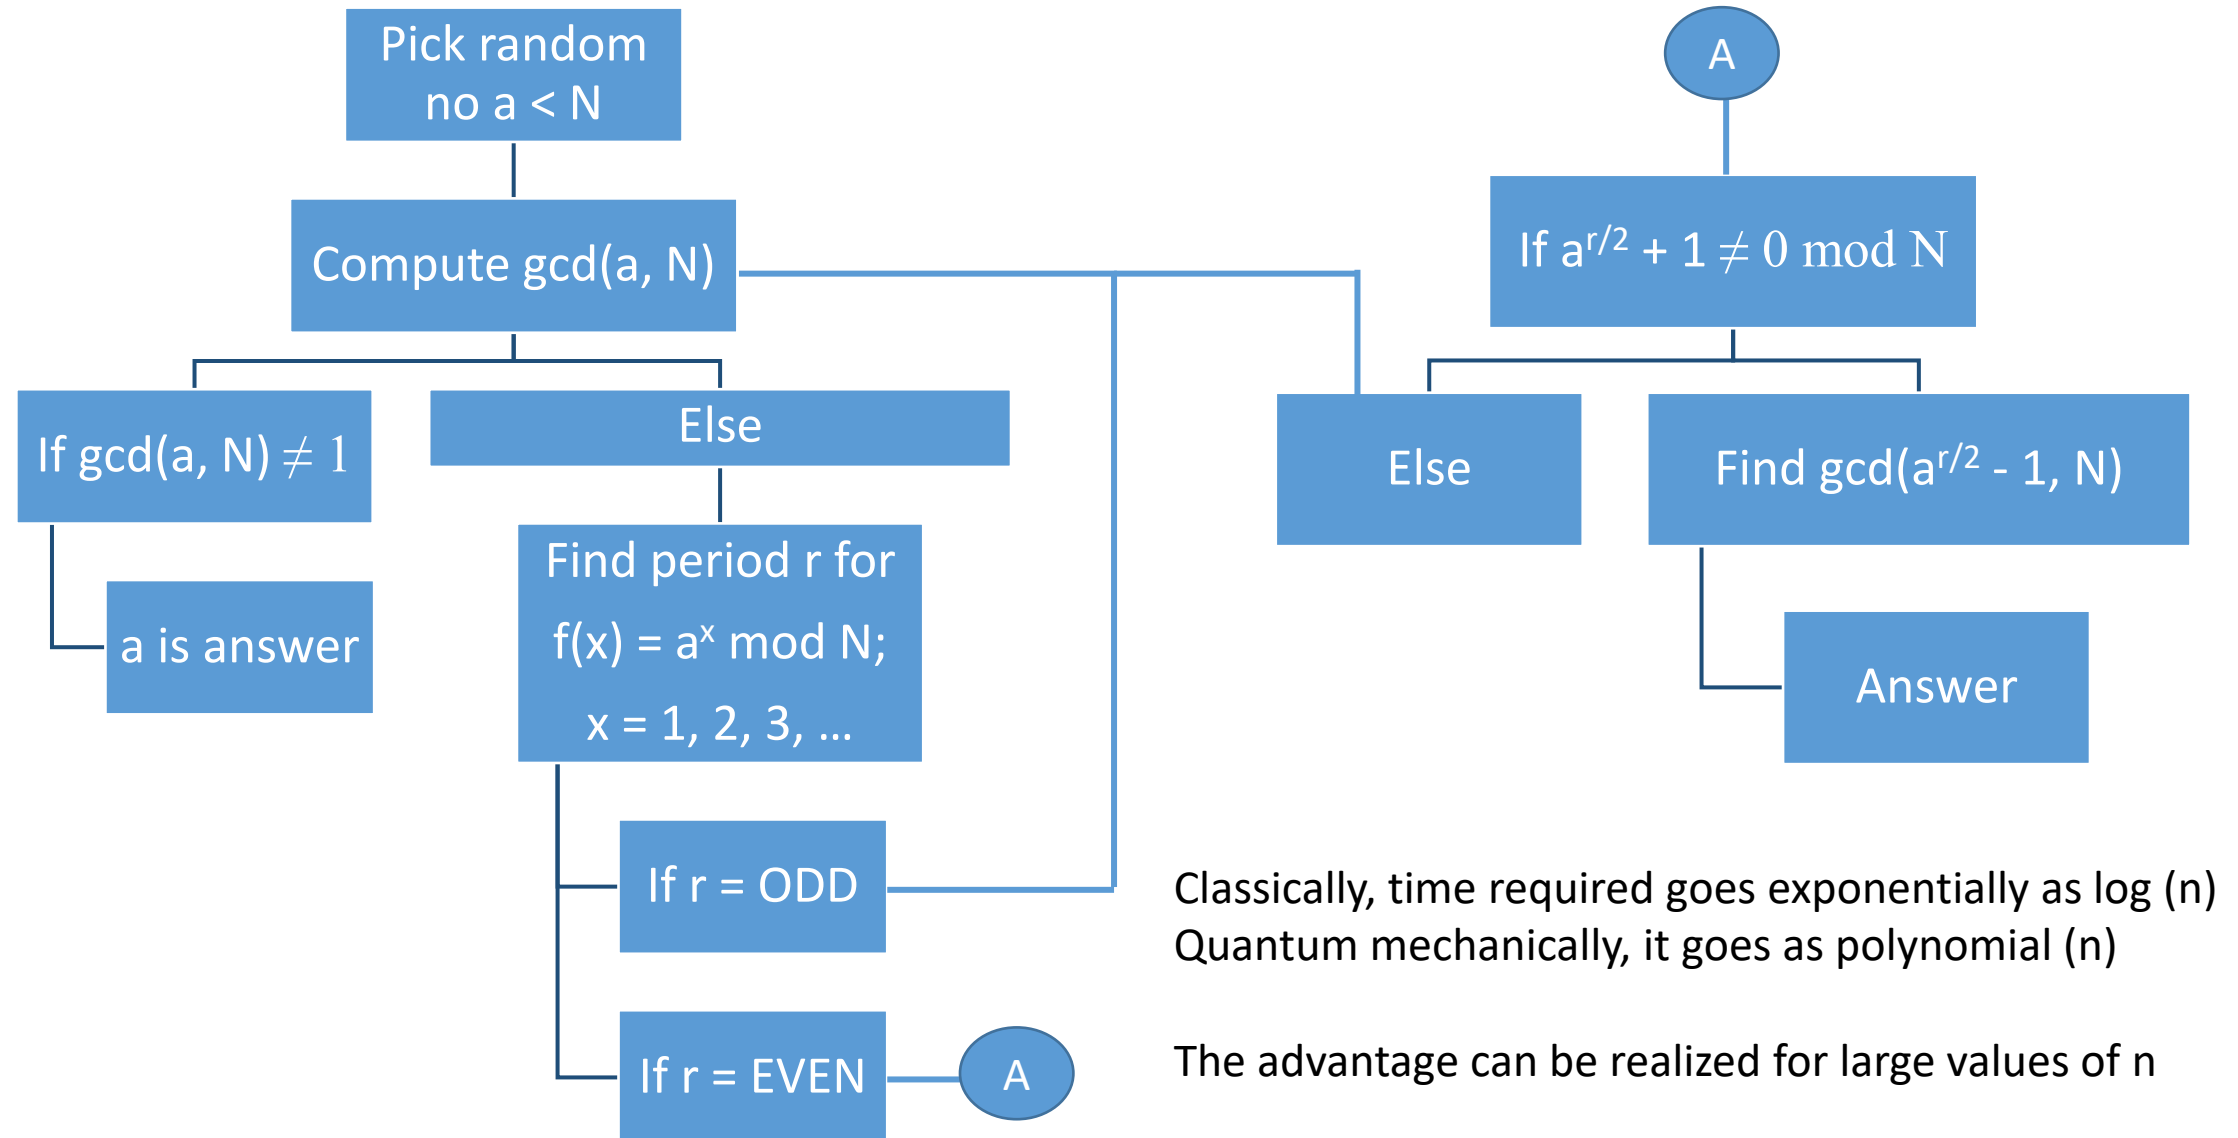 Pick random
no a < N
Compute gcd(a, N)
If gcd(a, N) ≠ 1
a is answer
Else
Find period r for
f(x) = aˣ mod N;
x = 1, 2, 3, …
If r = ODD
If r = EVEN
A
A
If a^{r/2} + 1 ≠ 0 mod N
Else
Find gcd(a^{r/2} - 1, N)
Answer
Classically, time required goes exponentially as log (n)
Quantum mechanically, it goes as polynomial (n)
The advantage can be realized for large values of n